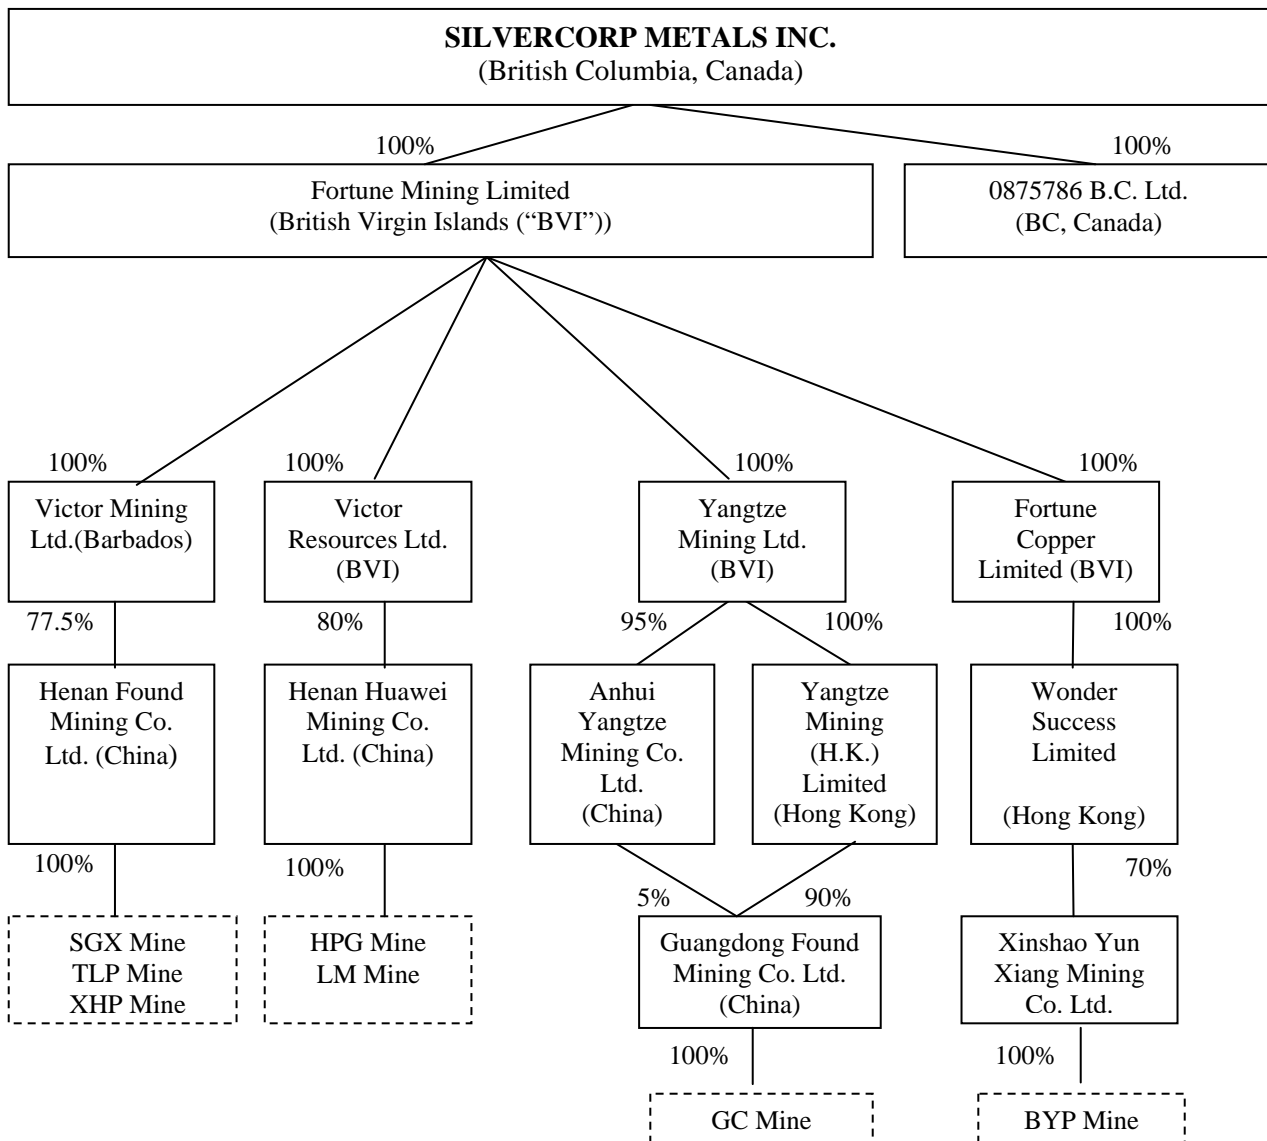 SILVERCORP METALS INC.
(British Columbia, Canada)
100%
100%
Fortune Mining Limited
(British Virgin Islands (“BVI”))
0875786 B.C. Ltd.
(BC, Canada)
100%
100%
100%
100%
Victor Mining
Ltd.(Barbados)
Victor
Resources Ltd.
(BVI)
Yangtze
Mining Ltd.
(BVI)
Fortune
Copper
Limited (BVI)
77.5%
80%
95%
100%
100%
Henan Found
Mining Co.
Ltd. (China)
Henan Huawei
Mining Co.
Ltd. (China)
Anhui
Yangtze
Mining Co.
Ltd.
(China)
Yangtze
Mining
(H.K.)
Limited
(Hong Kong)
Wonder
Success
Limited
(Hong Kong)
100%
100%
5%
90%
70%
SGX Mine
TLP Mine
XHP Mine
HPG Mine
LM Mine
Guangdong Found
Mining Co. Ltd.
(China)
Xinshao Yun
Xiang Mining
Co. Ltd.
100%
100%
GC Mine
BYP Mine